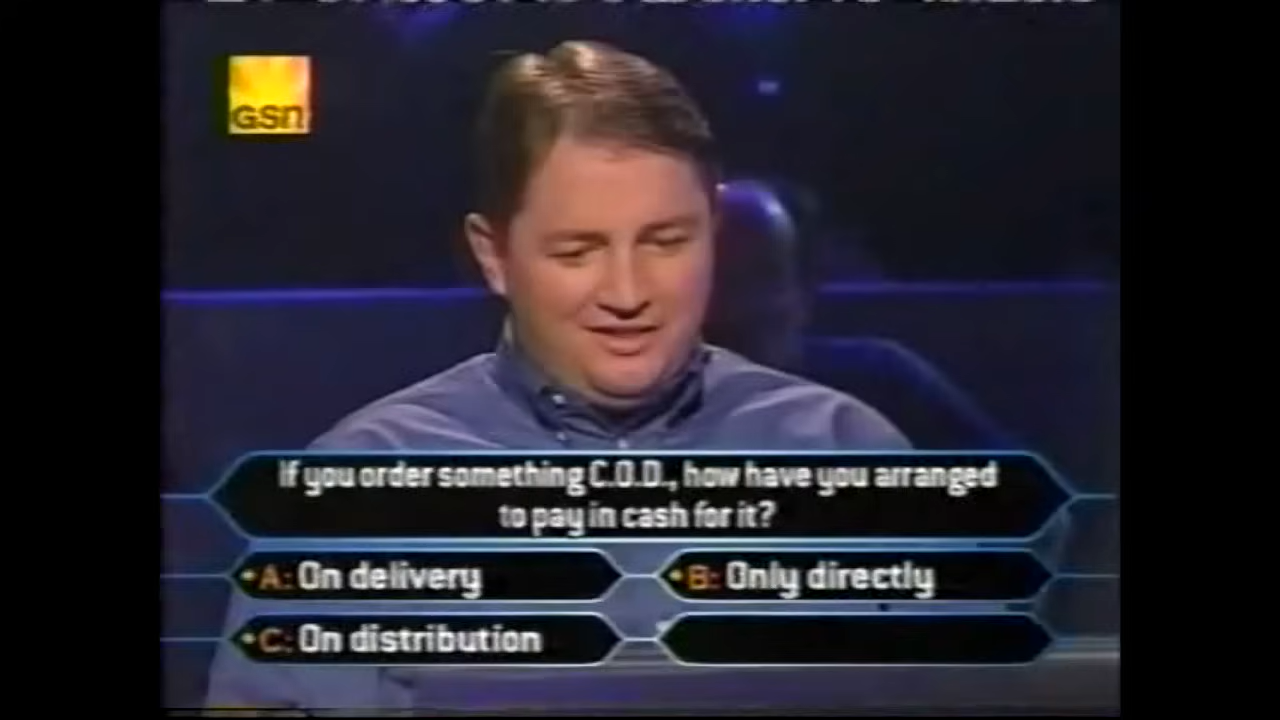 GSN
If you order something C.O.D., how have you arranged
to pay in cash for it?
A: On delivery
B: Only directly
C: On distribution